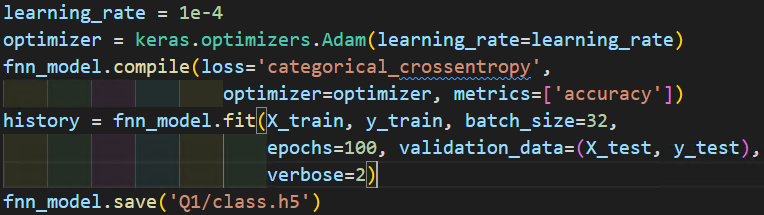 learning_rate = 1e-4
optimizer = keras.optimizers.Adam(learning_rate=learning_rate)
fnn_model.compile(loss='categorical_crossentropy',
optimizer=optimizer, metrics=['accuracy'])
history = fnn_model.fit(X_train, y_train, batch_size=32,
epochs=100, validation_data=(X_test, y_test),
verbose=2)
fnn_model.save('Q1/class.h5')